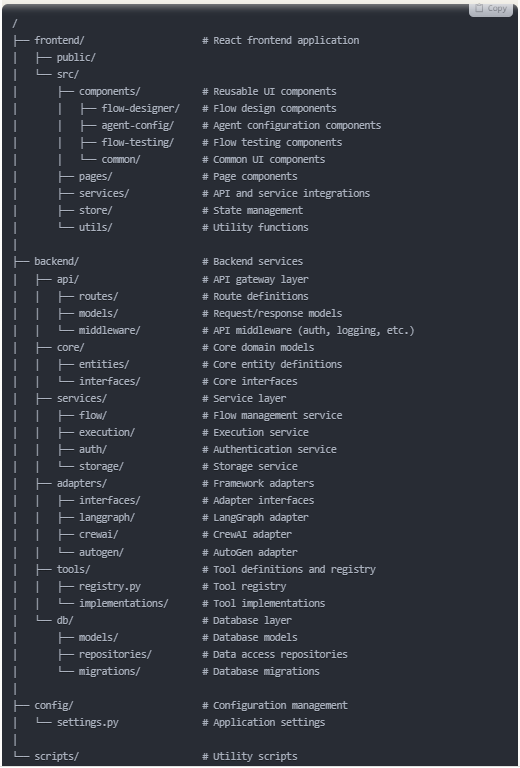 Copy
/
├── frontend/ # React frontend application
│ ├── public/
│ └── src/
│ ├── components/ # Reusable UI components
│ │ ├── flow-designer/ # Flow design components
│ │ ├── agent-config/ # Agent configuration components
│ │ ├── flow-testing/ # Flow testing components
│ │ └── common/ # Common UI components
│ ├── pages/ # Page components
│ ├── services/ # API and service integrations
│ ├── store/ # State management
│ └── utils/ # Utility functions
│
├── backend/ # Backend services
│ ├── api/ # API gateway layer
│ │ ├── routes/ # Route definitions
│ │ ├── models/ # Request/response models
│ │ └── middleware/ # API middleware (auth, logging, etc.)
│ ├── core/ # Core domain models
│ │ ├── entities/ # Core entity definitions
│ │ └── interfaces/ # Core interfaces
│ ├── services/ # Service layer
│ │ ├── flow/ # Flow management service
│ │ ├── execution/ # Execution service
│ │ ├── auth/ # Authentication service
│ │ └── storage/ # Storage service
│ ├── adapters/ # Framework adapters
│ │ ├── interfaces/ # Adapter interfaces
│ │ ├── langgraph/ # LangGraph adapter
│ │ ├── crewai/ # CrewAI adapter
│ │ └── autogen/ # AutoGen adapter
│ ├── tools/ # Tool definitions and registry
│ │ ├── registry.py # Tool registry
│ │ └── implementations/ # Tool implementations
│ └── db/ # Database layer
│ ├── models/ # Database models
│ ├── repositories/ # Data access repositories
│ └── migrations/ # Database migrations
│
├── config/ # Configuration management
│ └── settings.py # Application settings
│
└── scripts/ # Utility scripts